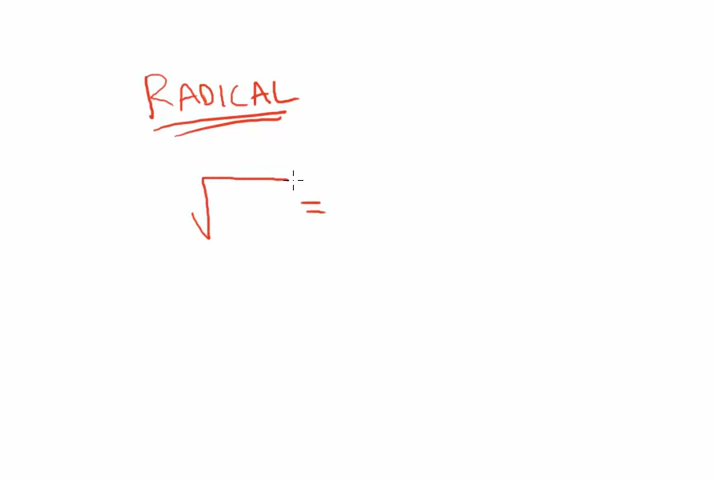 RADICAL
√ =